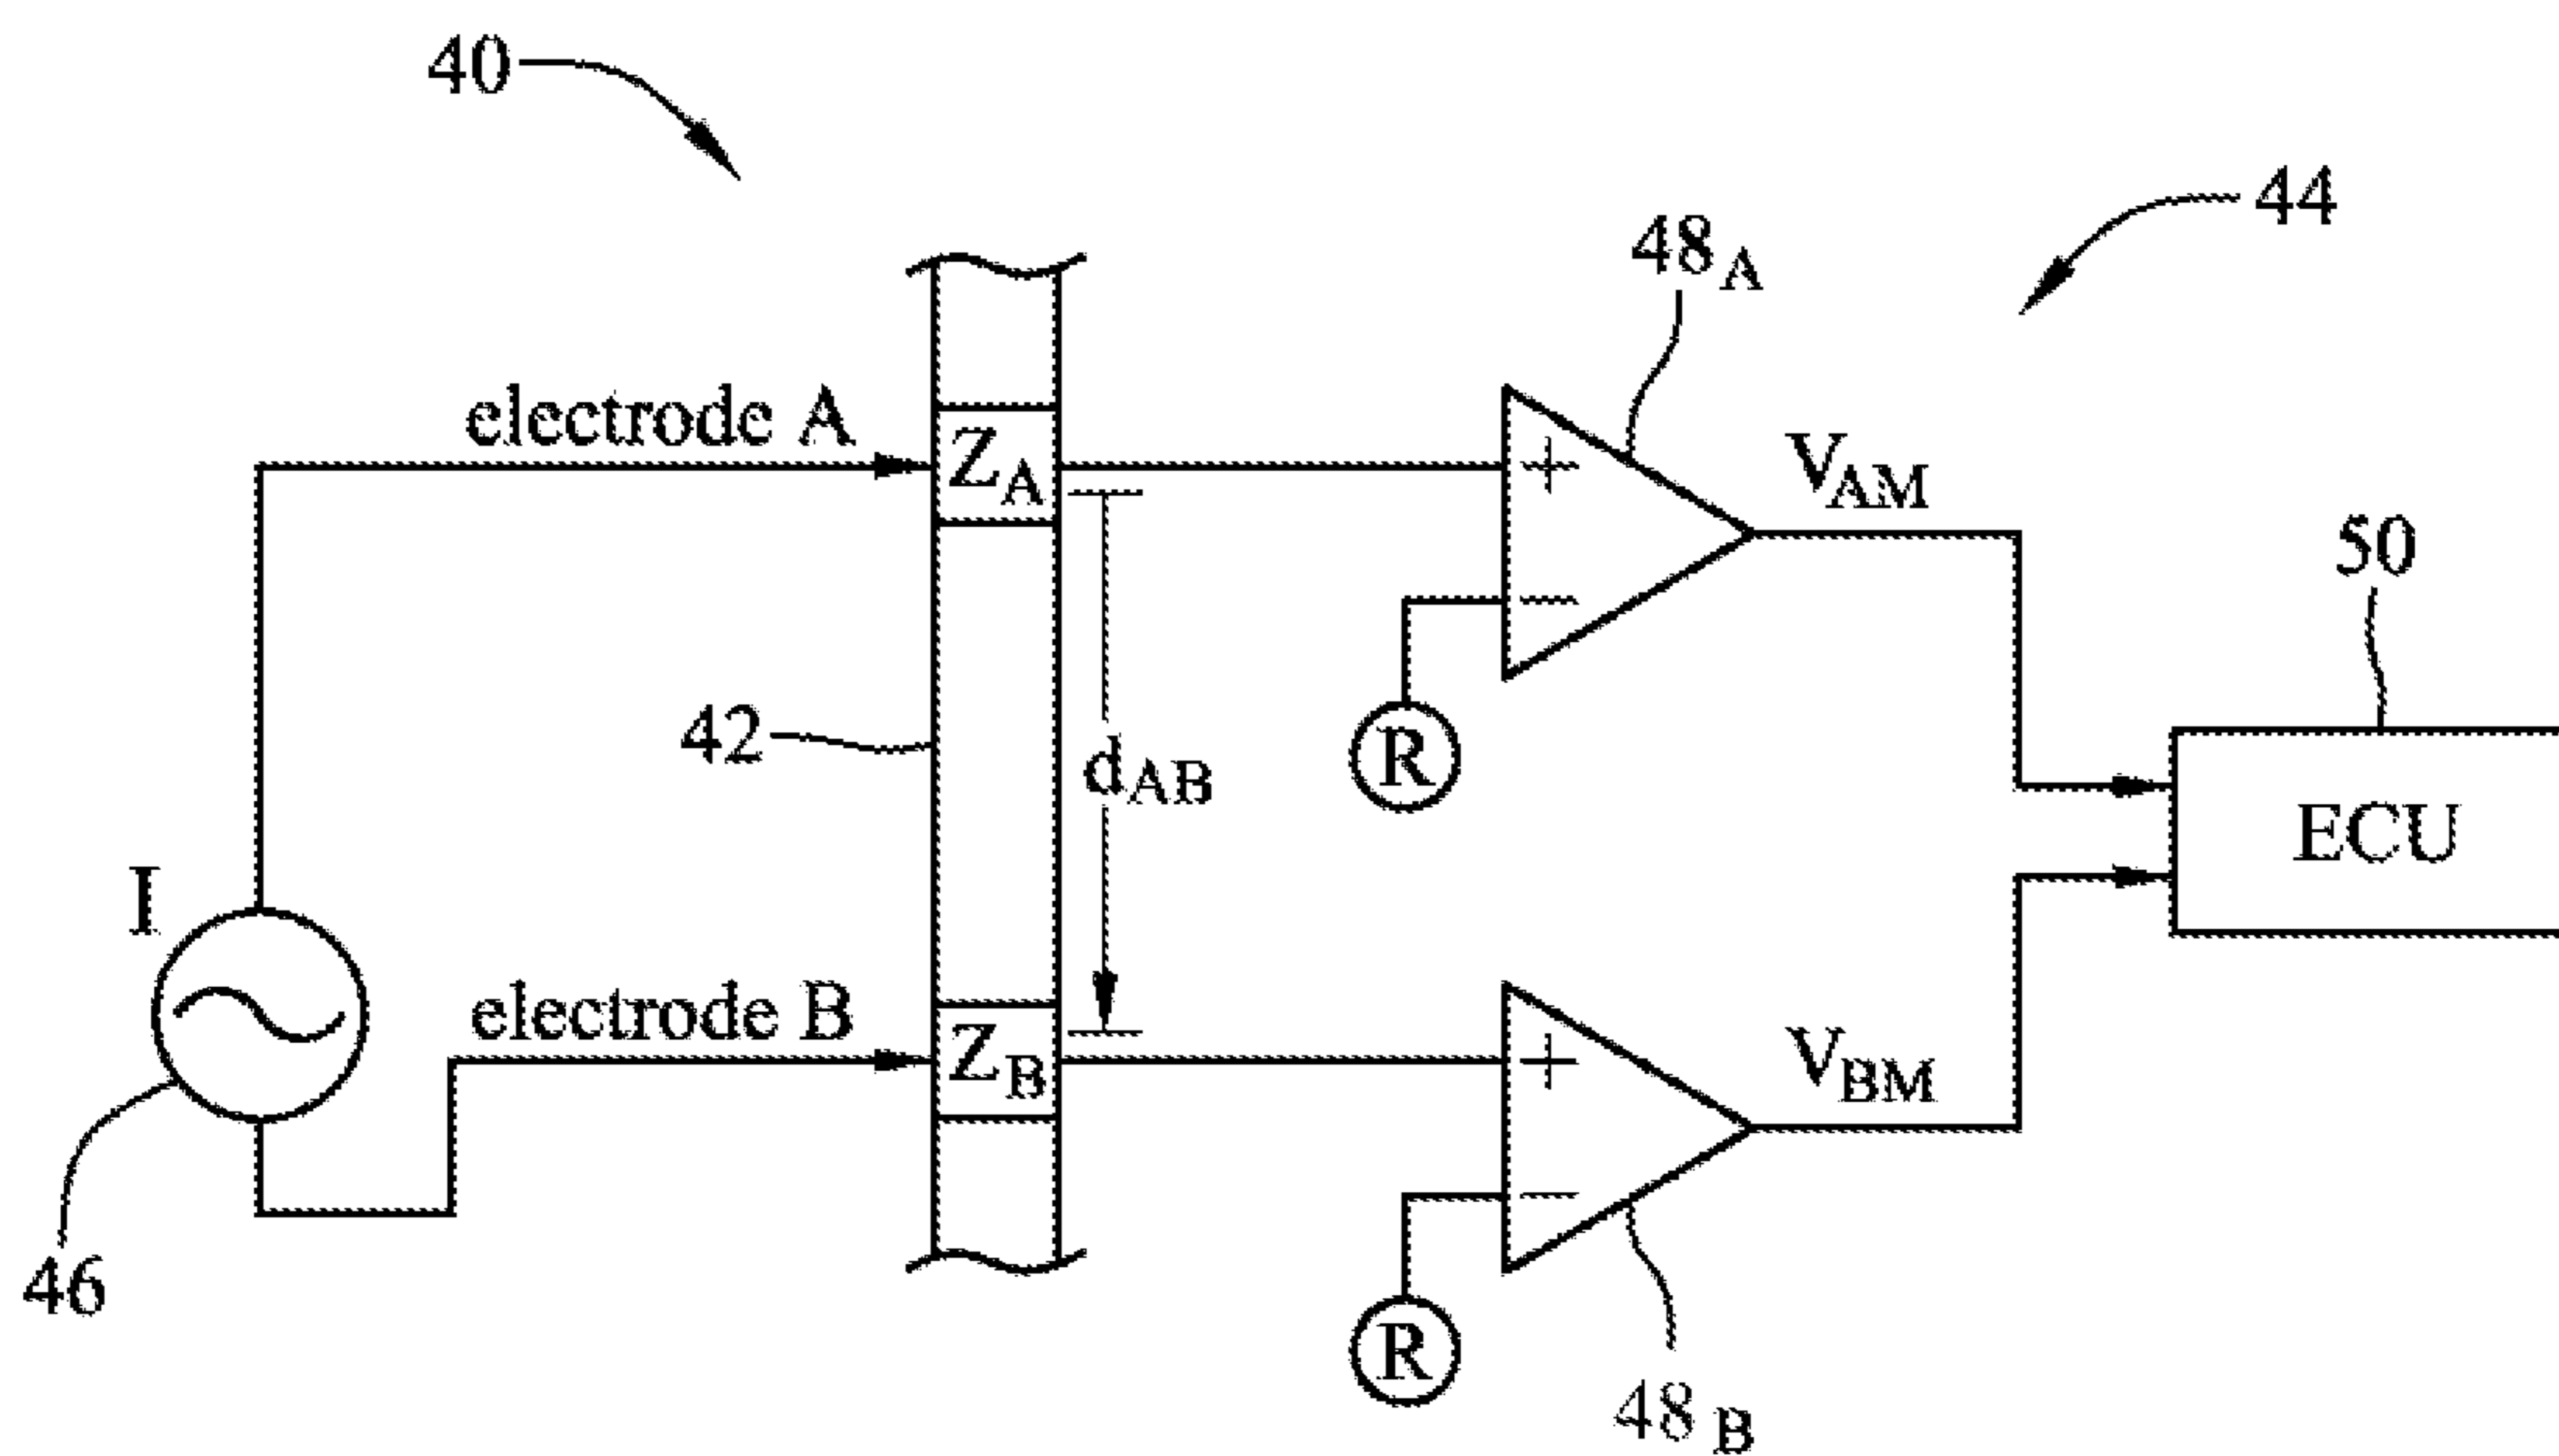 40
44
48A
electrode A
ZA
+
VAM
50
−
42
dAB
R
ECU
I
electrode B
ZB
+
VBM
−
46
R
48B